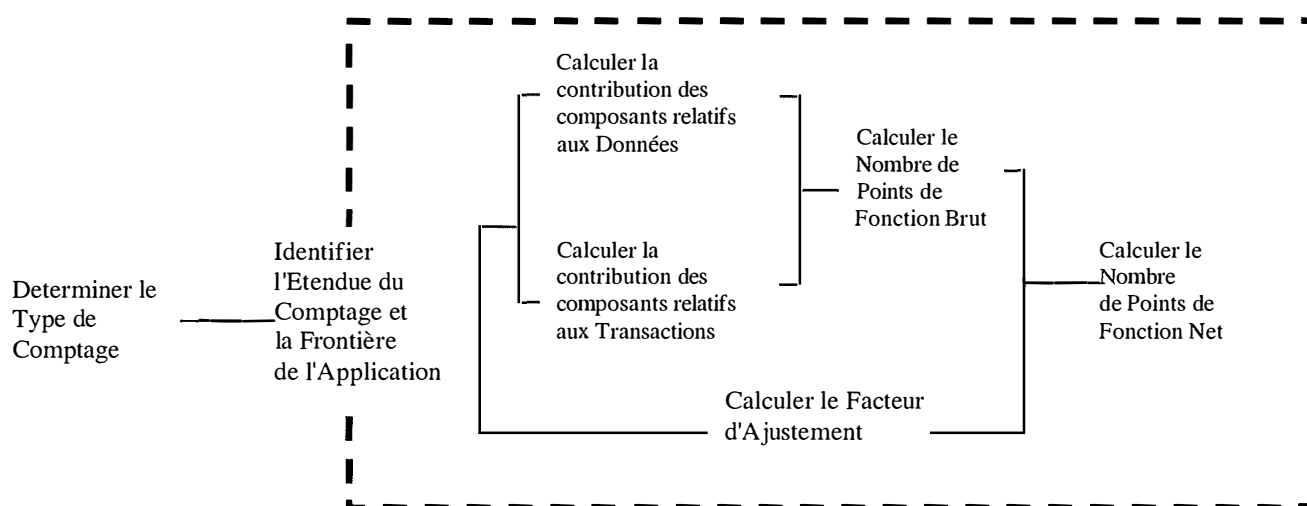 Determiner le
Type de
Comptage
Identifier
l'Etendue du
Comptage et
la Frontière
de l'Application
Calculer la
contribution des
composants relatifs
aux Données
Calculer la
contribution des
composants relatifs
aux Transactions
Calculer le
Nombre de
Points de
Fonction Brut
Calculer le Facteur
d'Ajustement
Calculer le
Nombre
de Points de
Fonction Net